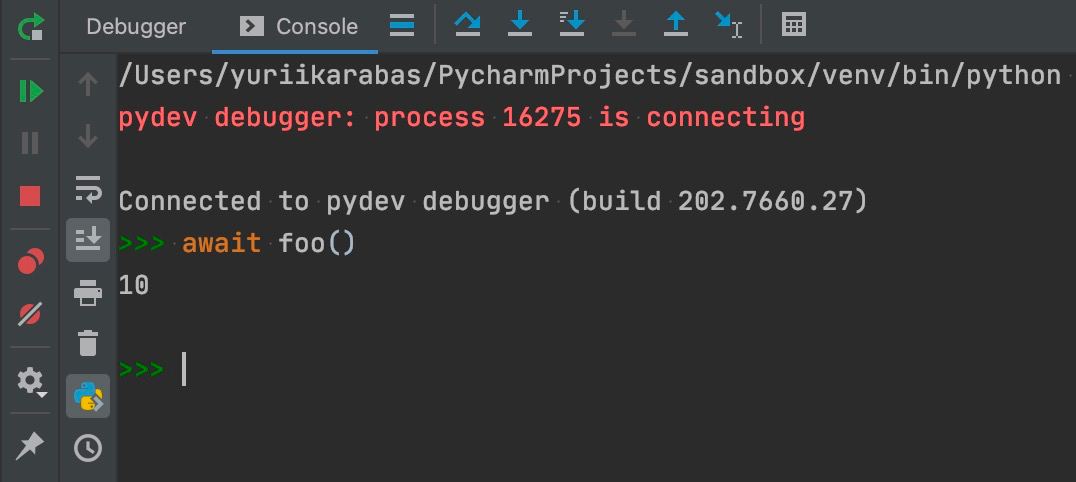 Debugger Console
/Users/yuriikarabas/PycharmProjects/sandbox/venv/bin/python
pydev debugger: process 16275 is connecting
Connected to pydev debugger (build 202.7660.27)
>>> await foo()
10
>>>